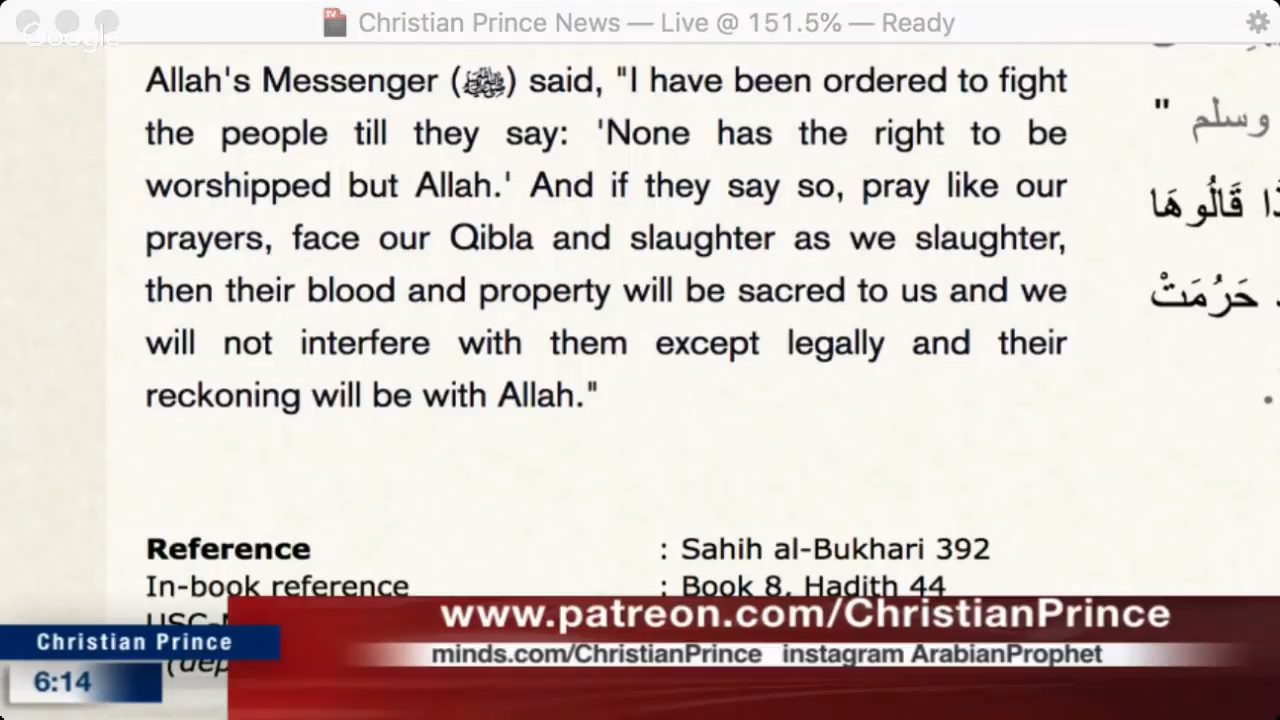 Christian Prince News — Live @ 151.5% — Ready
Google
Allah's Messenger (ﷺ) said, "I have been ordered to fight
the people till they say: 'None has the right to be
worshipped but Allah.' And if they say so, pray like our
prayers, face our Qibla and slaughter as we slaughter,
then their blood and property will be sacred to us and we
will not interfere with them except legally and their
reckoning will be with Allah."
وسلم "
قَالُوهَا
حَرُمَتْ
Reference : Sahih al-Bukhari 392
In-book reference : Book 8, Hadith 44
www.patreon.com/ChristianPrince
Christian Prince
minds.com/ChristianPrince instagram ArabianProphet
6:14